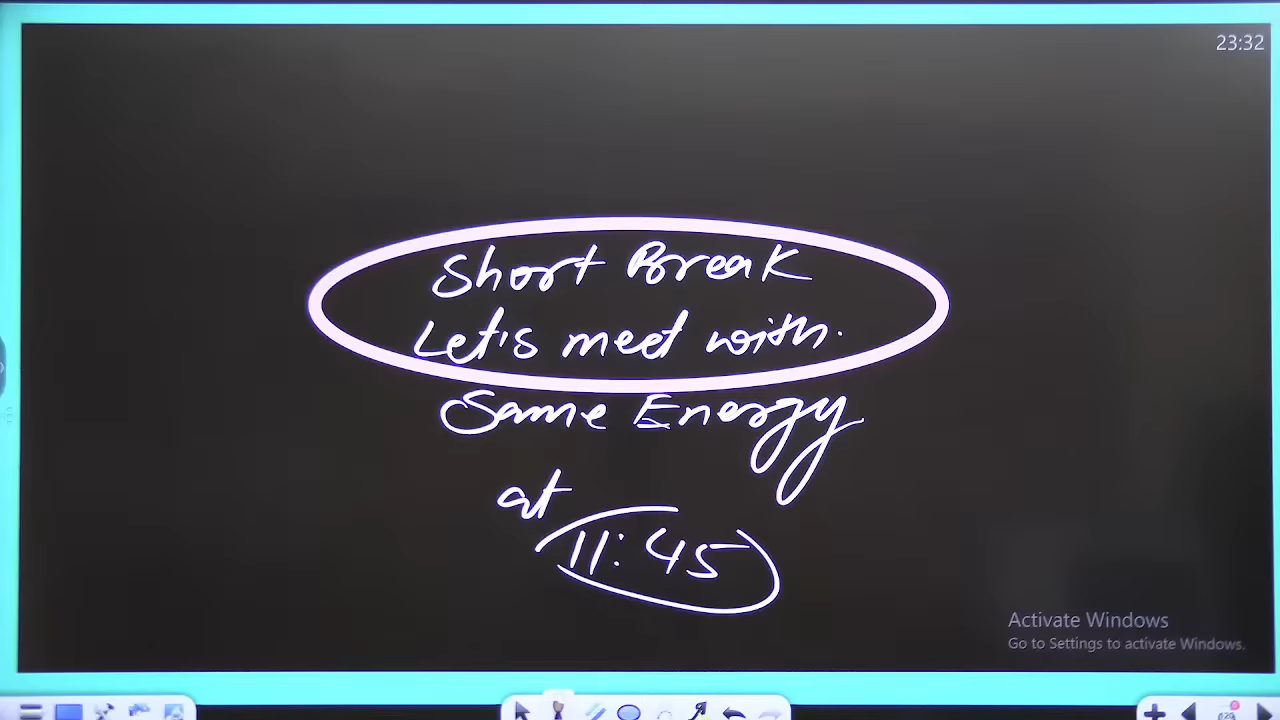 23:32
Short Break
Let's meet with.
Same Energy
at
11:45
Activate Windows
Go to Settings to activate Windows.